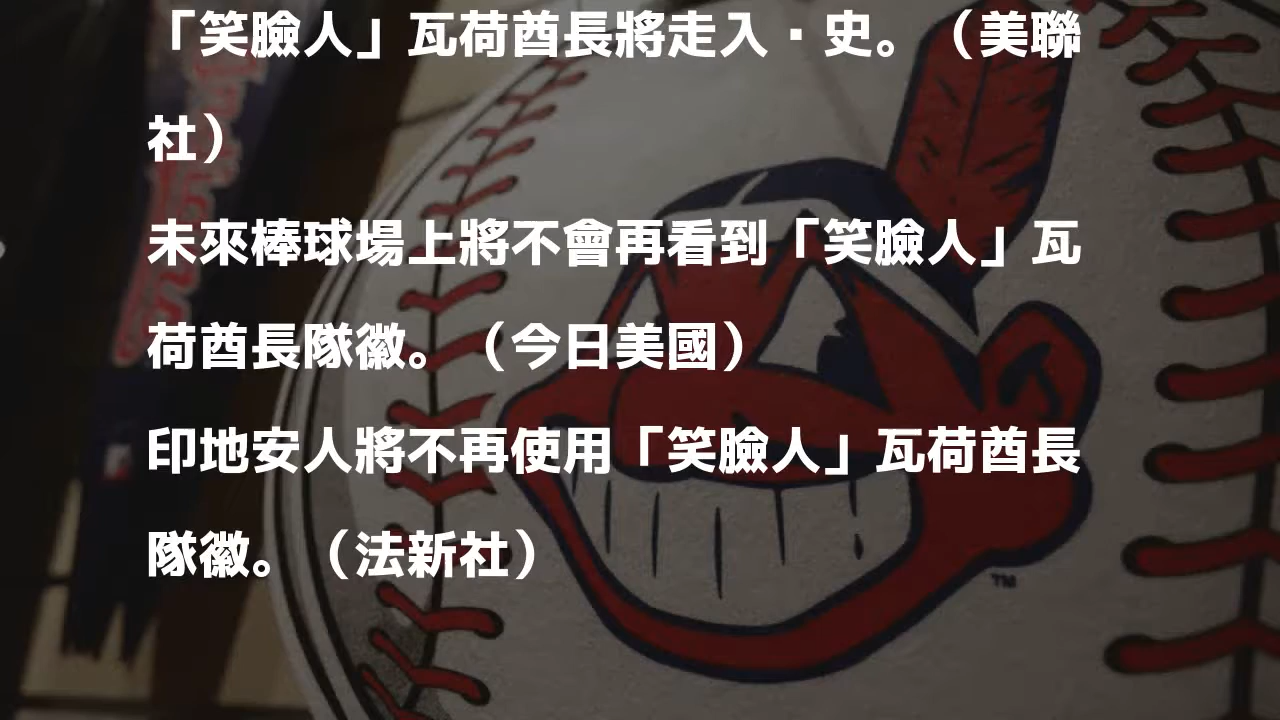 「笑臉人」瓦荷酋長將走入·史。（美聯
社）
未來棒球場上將不會再看到「笑臉人」瓦
荷酋長隊徽。（今日美國）
印地安人將不再使用「笑臉人」瓦荷酋長
隊徽。（法新社）
TM